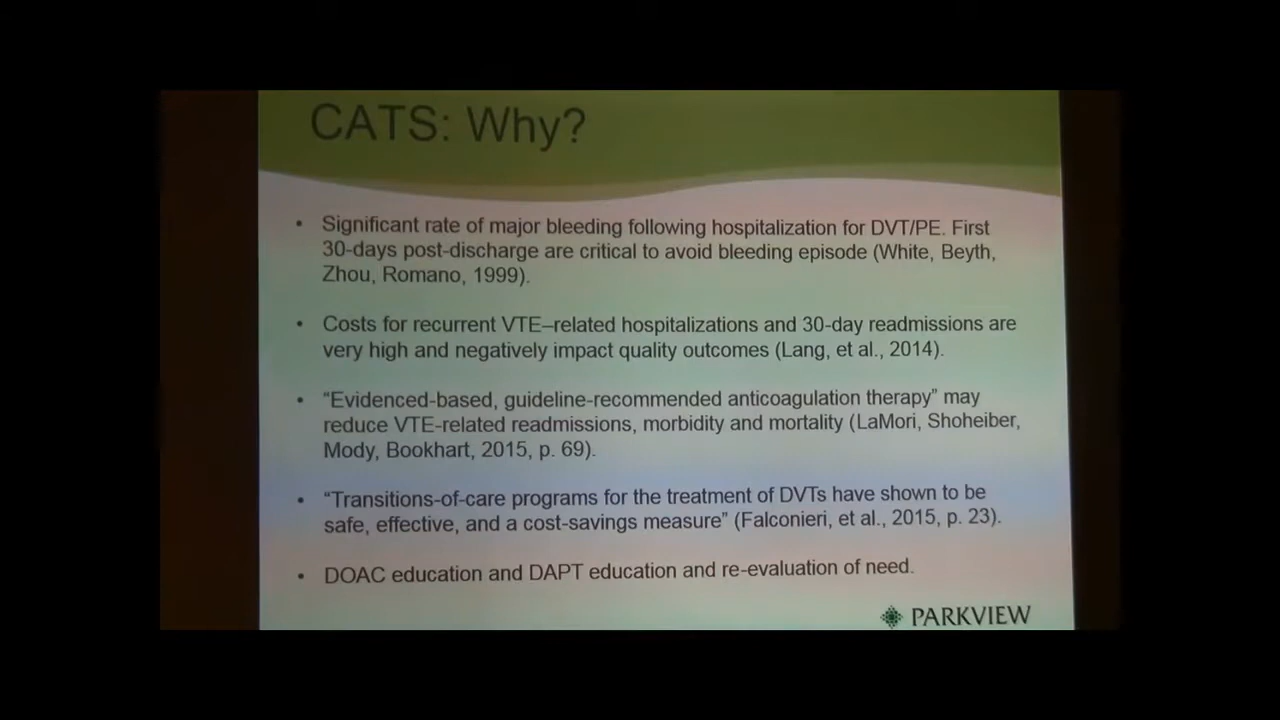 CATS: Why?
• Significant rate of major bleeding following hospitalization for DVT/PE. First
30-days post-discharge are critical to avoid bleeding episode (White, Beyth,
Zhou, Romano, 1999).
• Costs for recurrent VTE–related hospitalizations and 30-day readmissions are
very high and negatively impact quality outcomes (Lang, et al., 2014).
• “Evidenced-based, guideline-recommended anticoagulation therapy” may
reduce VTE-related readmissions, morbidity and mortality (LaMori, Shoheiber,
Mody, Bookhart, 2015, p. 69).
• “Transitions-of-care programs for the treatment of DVTs have shown to be
safe, effective, and a cost-savings measure” (Falconieri, et al., 2015, p. 23).
• DOAC education and DAPT education and re-evaluation of need.
PARKVIEW